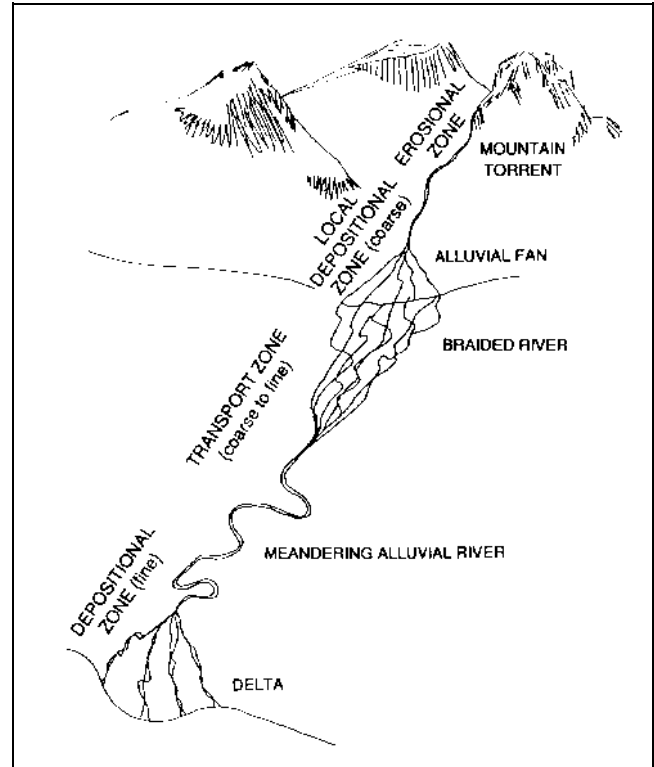 EROSIONAL
ZONE
MOUNTAIN
TORRENT
LOCAL
DEPOSITIONAL
ZONE (coarse)
ALLUVIAL FAN
BRAIDED RIVER
TRANSPORT ZONE
(coarse to fine)
MEANDERING ALLUVIAL RIVER
DEPOSITIONAL
ZONE (fine)
DELTA